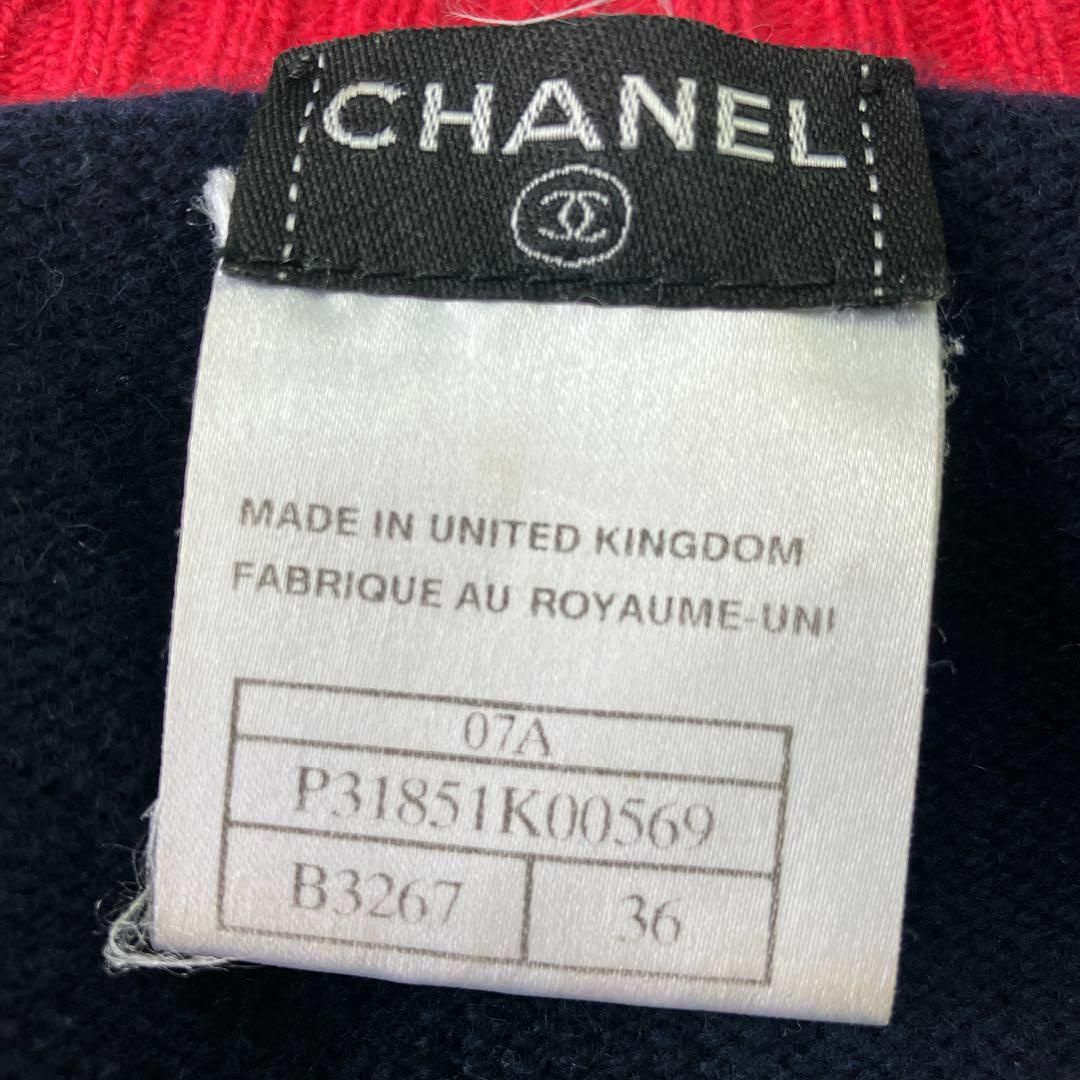 CHANEL
MADE IN UNITED KINGDOM
FABRIQUE AU ROYAUME-UNI
07A
P31851K00569
B3267 36